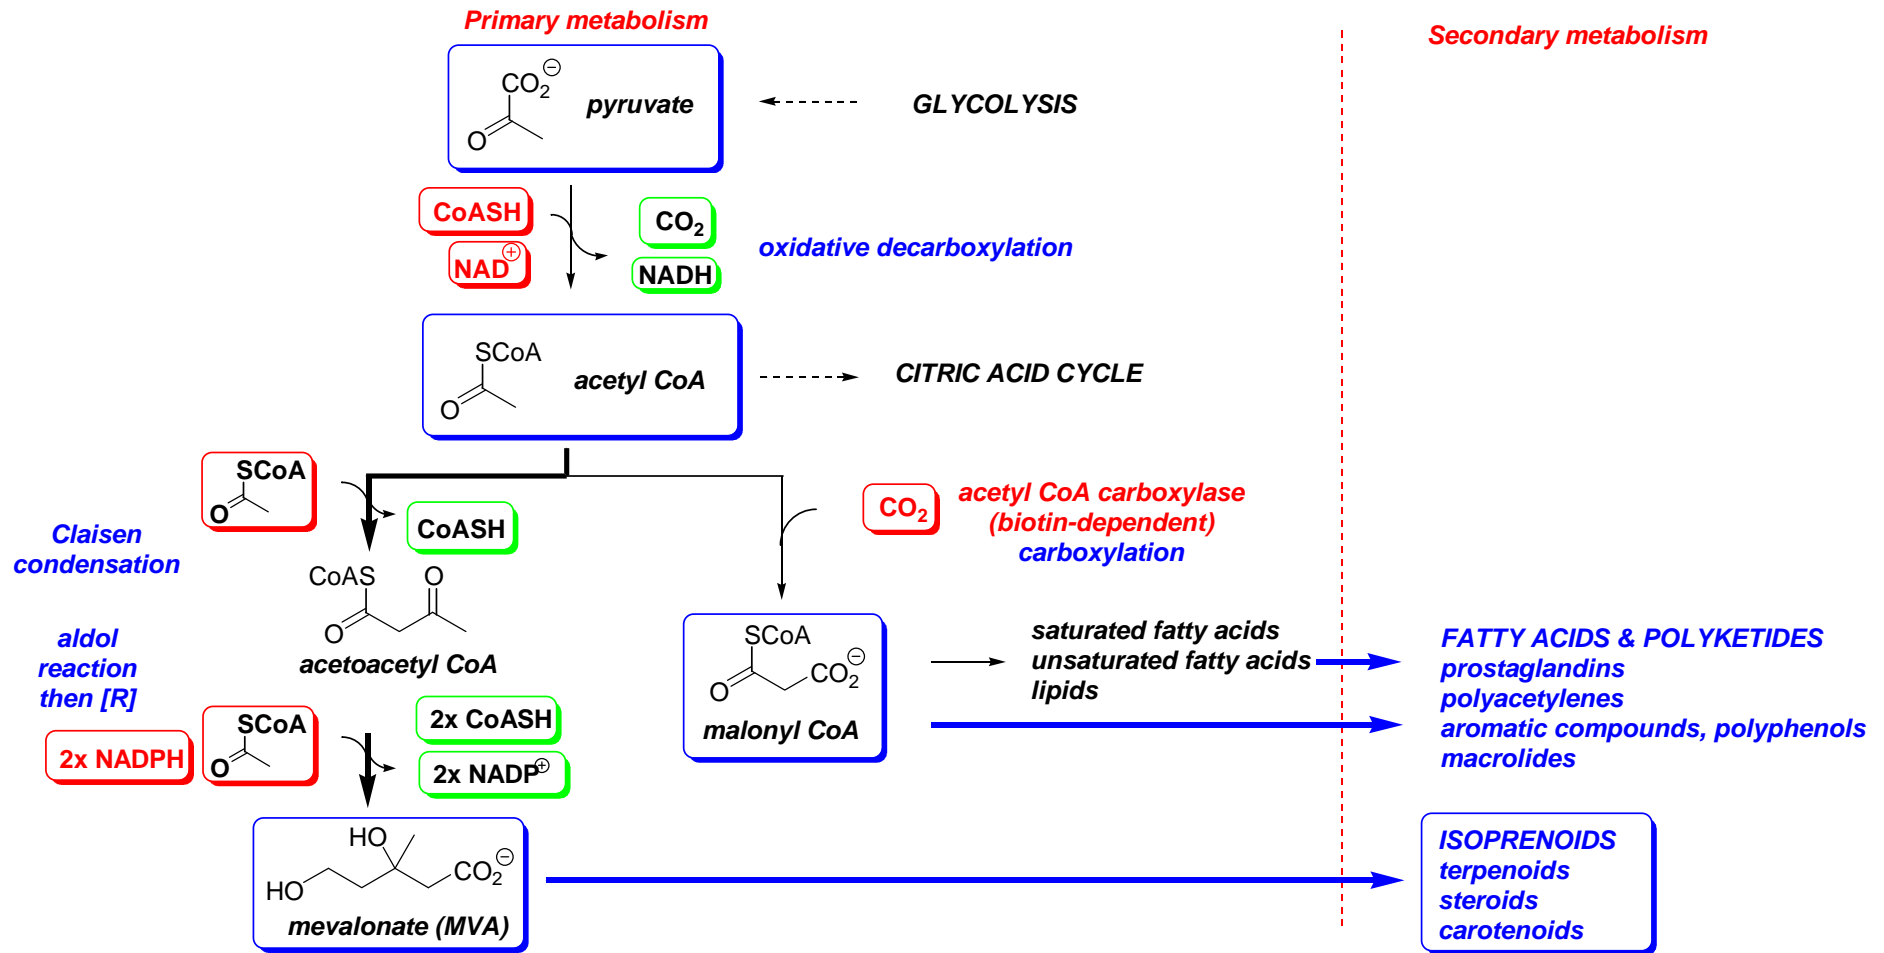 Primary metabolism
Secondary metabolism
CO2⊖
O
pyruvate
GLYCOLYSIS
CoASH
NAD⊕
CO2
NADH
oxidative decarboxylation
SCoA
O
acetyl CoA
CITRIC ACID CYCLE
SCoA
O
CoASH
Claisen
condensation
CO2
acetyl CoA carboxylase
(biotin-dependent)
carboxylation
CoAS
O
O
acetoacetyl CoA
aldol
reaction
then [R]
SCoA
O
CO2⊖
malonyl CoA
saturated fatty acids
unsaturated fatty acids
lipids
FATTY ACIDS & POLYKETIDES
prostaglandins
polyacetylenes
aromatic compounds, polyphenols
macrolides
2x NADPH
SCoA
O
2x CoASH
2x NADP⊕
HO
HO
CO2⊖
mevalonate (MVA)
ISOPRENOIDS
terpenoids
steroids
carotenoids